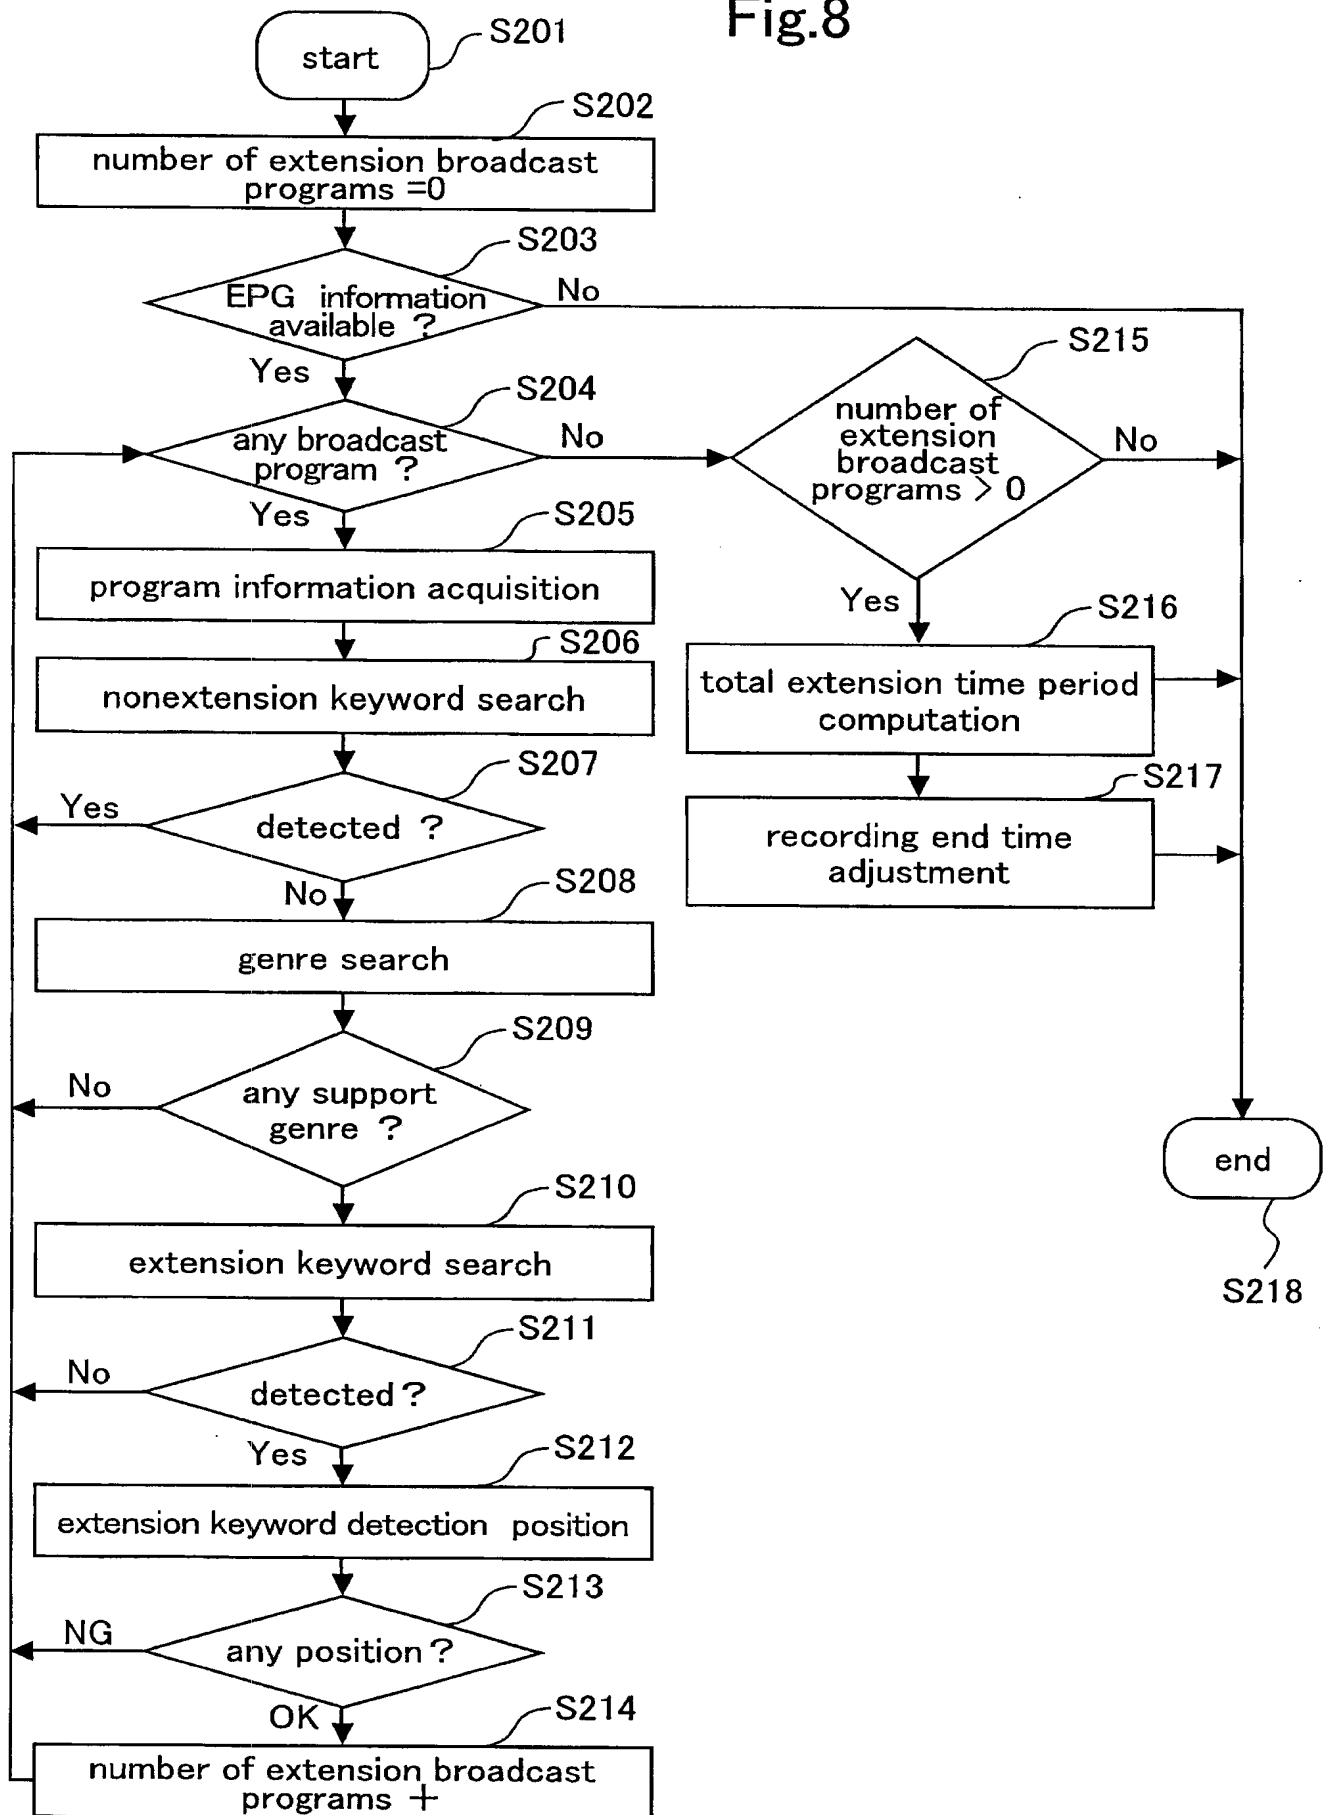 Fig.8
start
S201
S202
number of extension broadcast
programs =0
S203
EPG information
available ?
No
Yes
S204
any broadcast
program ?
No
Yes
S205
program information acquisition
S206
nonextension keyword search
S207
detected ?
Yes
No
S208
genre search
S209
any support
genre ?
No
S210
extension keyword search
S211
detected ?
No
Yes
S212
extension keyword detection position
S213
any position ?
NG
OK
S214
number of extension broadcast
programs +
S215
number of
extension
broadcast
programs > 0
No
Yes
S216
total extension time period
computation
S217
recording end time
adjustment
end
S218